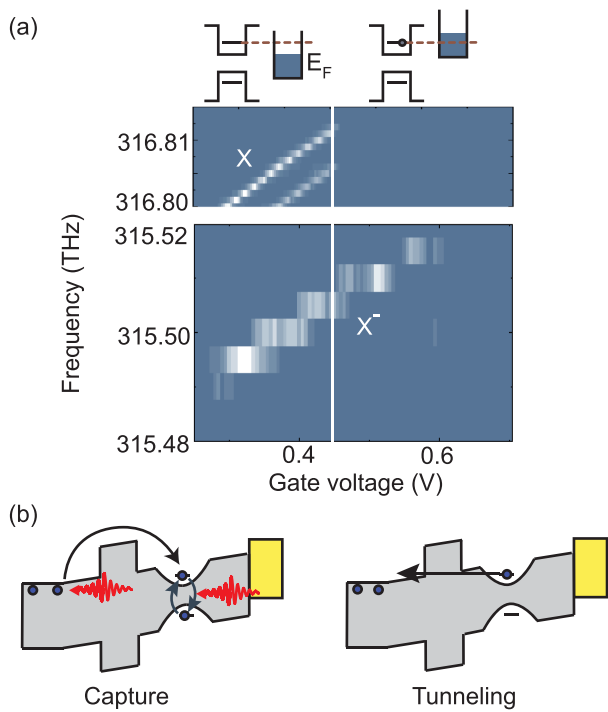 (a)
E_F
X
316.81
316.80
315.52
315.50
315.48
Frequency (THz)
X⁻
0.4
0.6
Gate voltage (V)
(b)
Capture
Tunneling